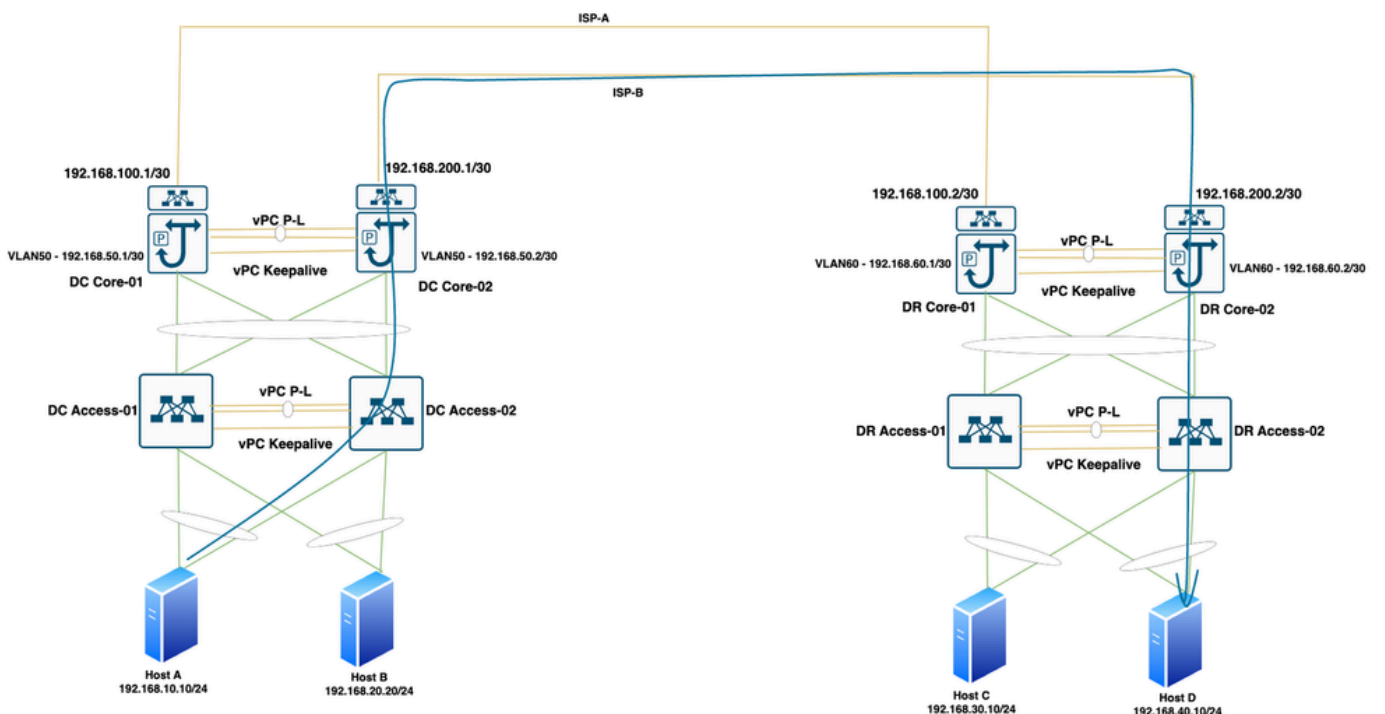 ISP-A
ISP-B
192.168.100.1/30
192.168.200.1/30
192.168.100.2/30
192.168.200.2/30
vPC P-L
P
P
VLAN50 - 192.168.50.1/30
VLAN50 - 192.168.50.2/30
vPC Keepalive
DC Core-01
DC Core-02
vPC P-L
P
P
VLAN60 - 192.168.60.1/30
VLAN60 - 192.168.60.2/30
vPC Keepalive
DR Core-01
DR Core-02
vPC P-L
DC Access-01
DC Access-02
vPC Keepalive
vPC P-L
DR Access-01
DR Access-02
vPC Keepalive
Host A
192.168.10.10/24
Host B
192.168.20.20/24
Host C
192.168.30.10/24
Host D
192.168.40.10/24